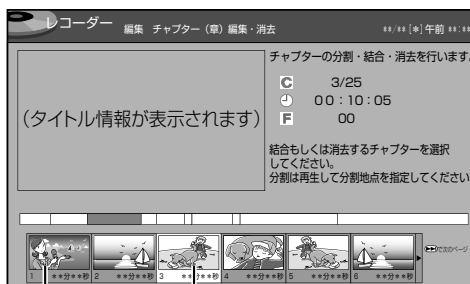 レコーダー 編集 チャプター（章）編集・消去 **/**[*]午前 **:**
チャプターの分割・結合・消去を行います。
(タイトル情報が表示されます)
C 3/25
00：10：05
F 00
結合もしくは消去するチャプターを選択
してください。
分割は再生して分割地点を指定してください
で次のページ
1 **分**秒 2 **分**秒 3 **分**秒 4 **分**秒 5 **分**秒 6 **分**秒